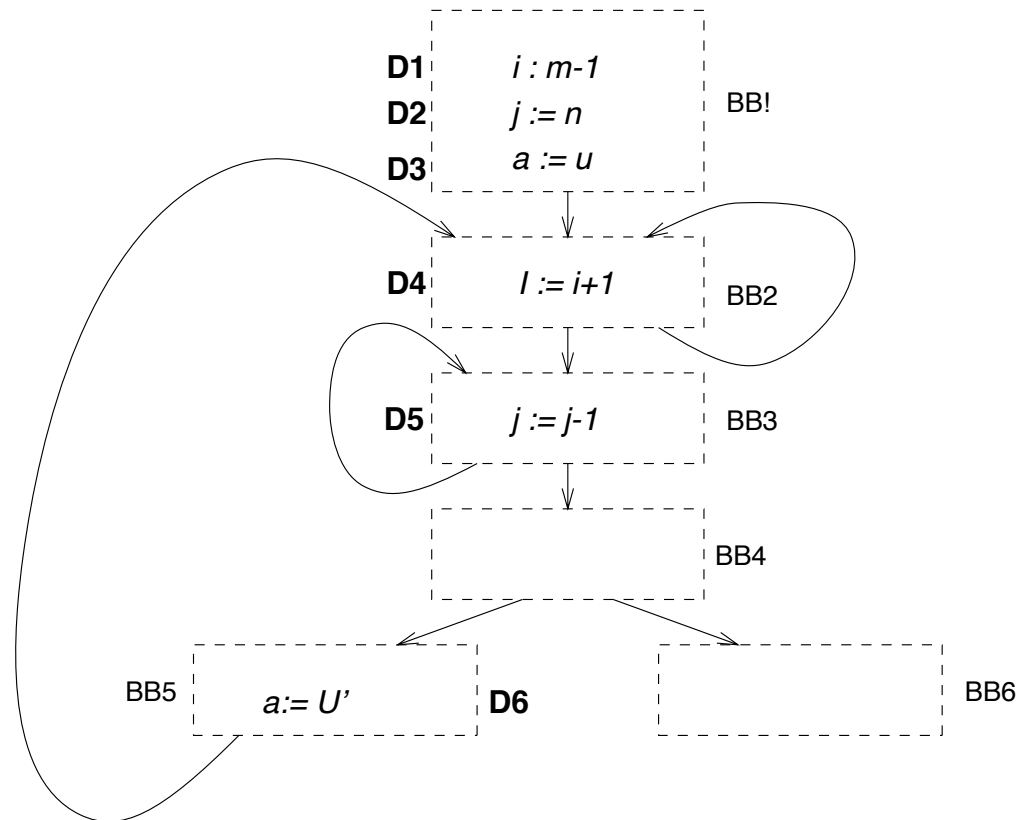 D1 i : m-1
BB!
D2 j := n
D3 a := u
D4 I := i+1 BB2
D5 j := j-1 BB3
BB4
BB5 a:= U’ D6 BB6